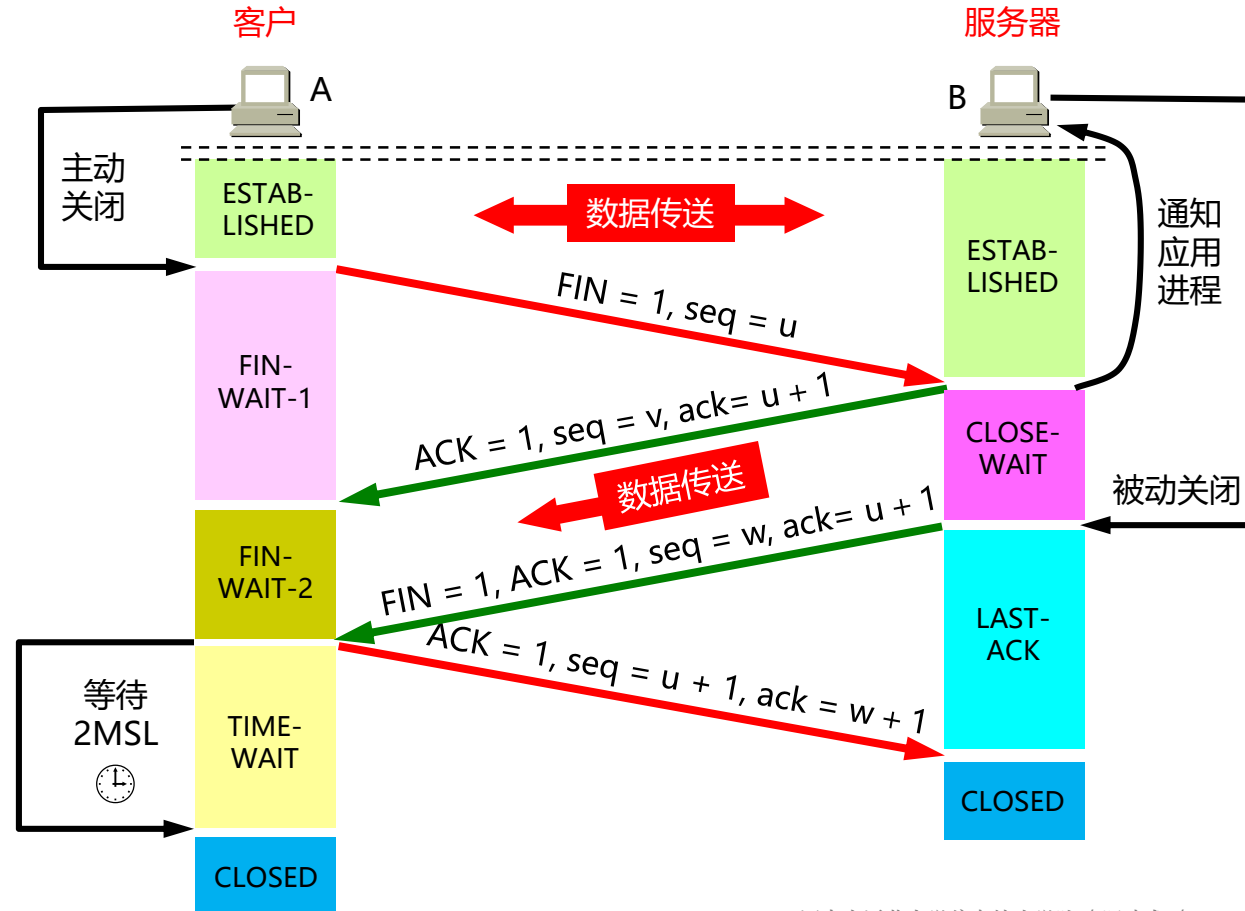 客户
服务器
A
B
主动
关闭
ESTAB-
LISHED
数据传送
ESTAB-
LISHED
通知
应用
进程
FIN = 1, seq = u
FIN-
WAIT-1
ACK = 1, seq = v, ack= u + 1
CLOSE-
WAIT
数据传送
被动关闭
FIN = 1, ACK = 1, seq = w, ack= u + 1
FIN-
WAIT-2
LAST-
ACK
ACK = 1, seq = u + 1, ack = w + 1
等待
2MSL
TIME-
WAIT
CLOSED
CLOSED